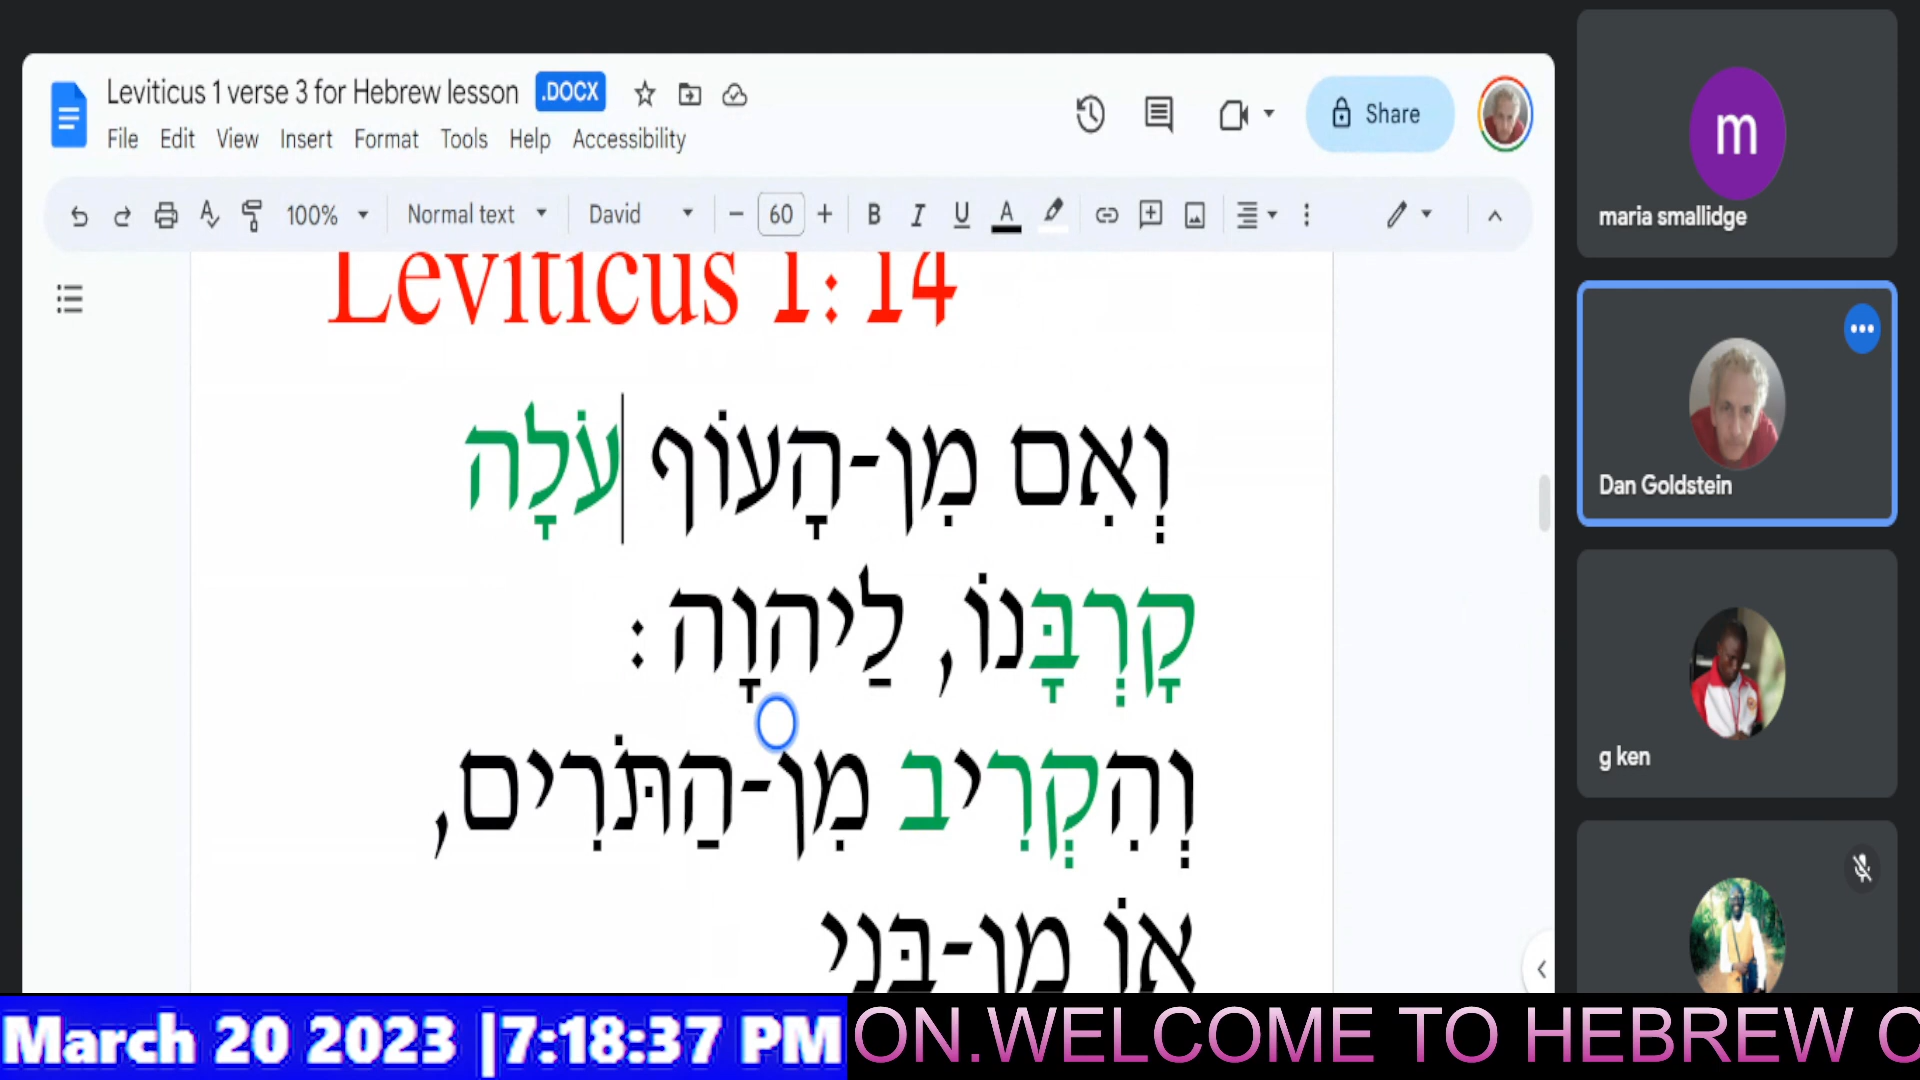 Leviticus 1 verse 3 for Hebrew lesson .DOCX
File Edit View Insert Format Tools Help Accessibility
Share
100% Normal text David − 60 + B I U A
Leviticus 1: 14
וְאִם מִן-הָעוֹף עֹלָה
קָרְבָּנוֹ, לַיהוָה :
וְהִקְרִיב מִן-הַתֹּרִים,
אוֹ מִן-בְּנֵי
m
maria smallidge
Dan Goldstein
g ken
March 20 2023 |7:18:37 PM
ON.WELCOME TO HEBREW